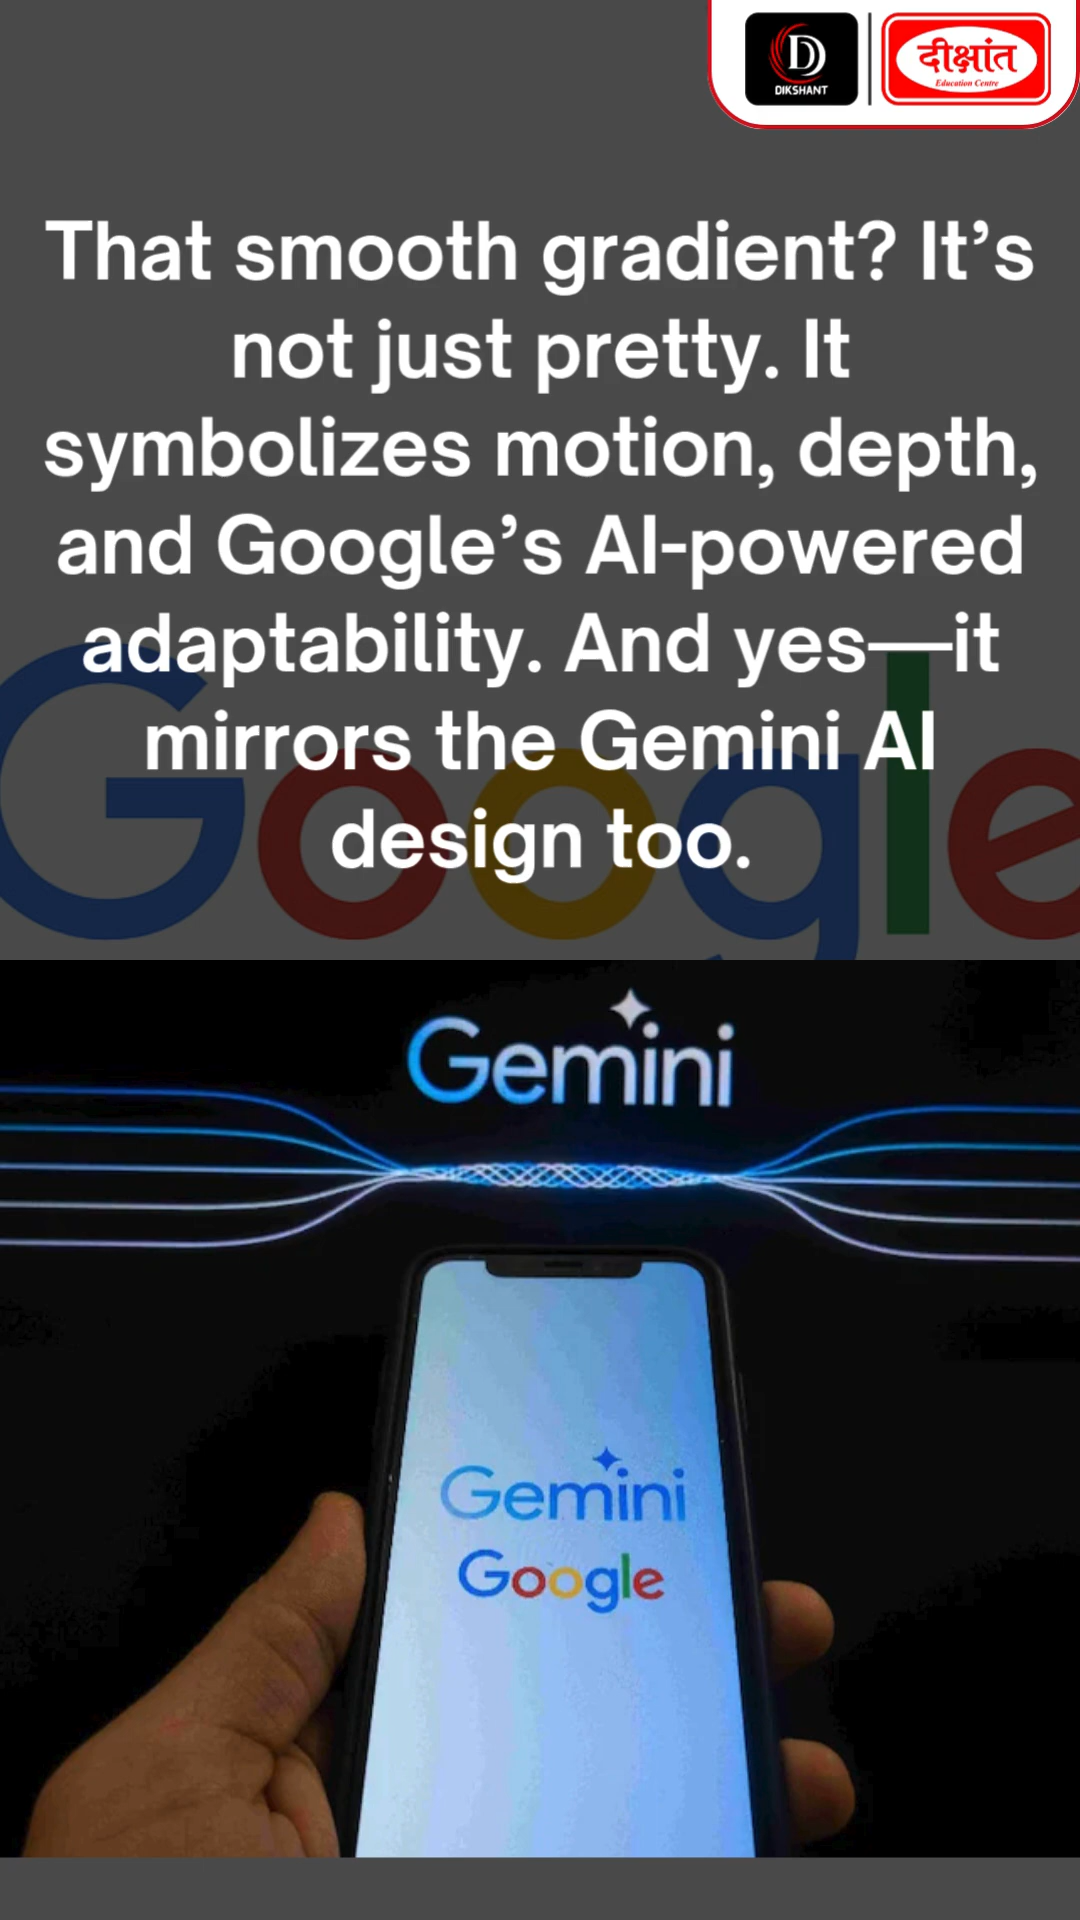 DIKSHANT
दीक्षांत
Education Centre
That smooth gradient? It’s
not just pretty. It
symbolizes motion, depth,
and Google’s AI-powered
adaptability. And yes—it
mirrors the Gemini AI
design too.
Google
Gemini
Gemini
Google